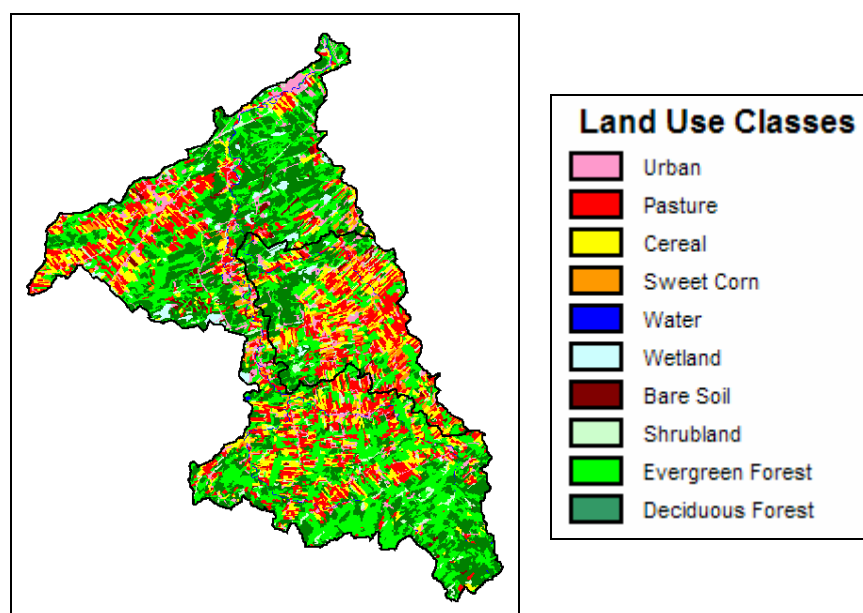 Land Use Classes
Urban
Pasture
Cereal
Sweet Corn
Water
Wetland
Bare Soil
Shrubland
Evergreen Forest
Deciduous Forest